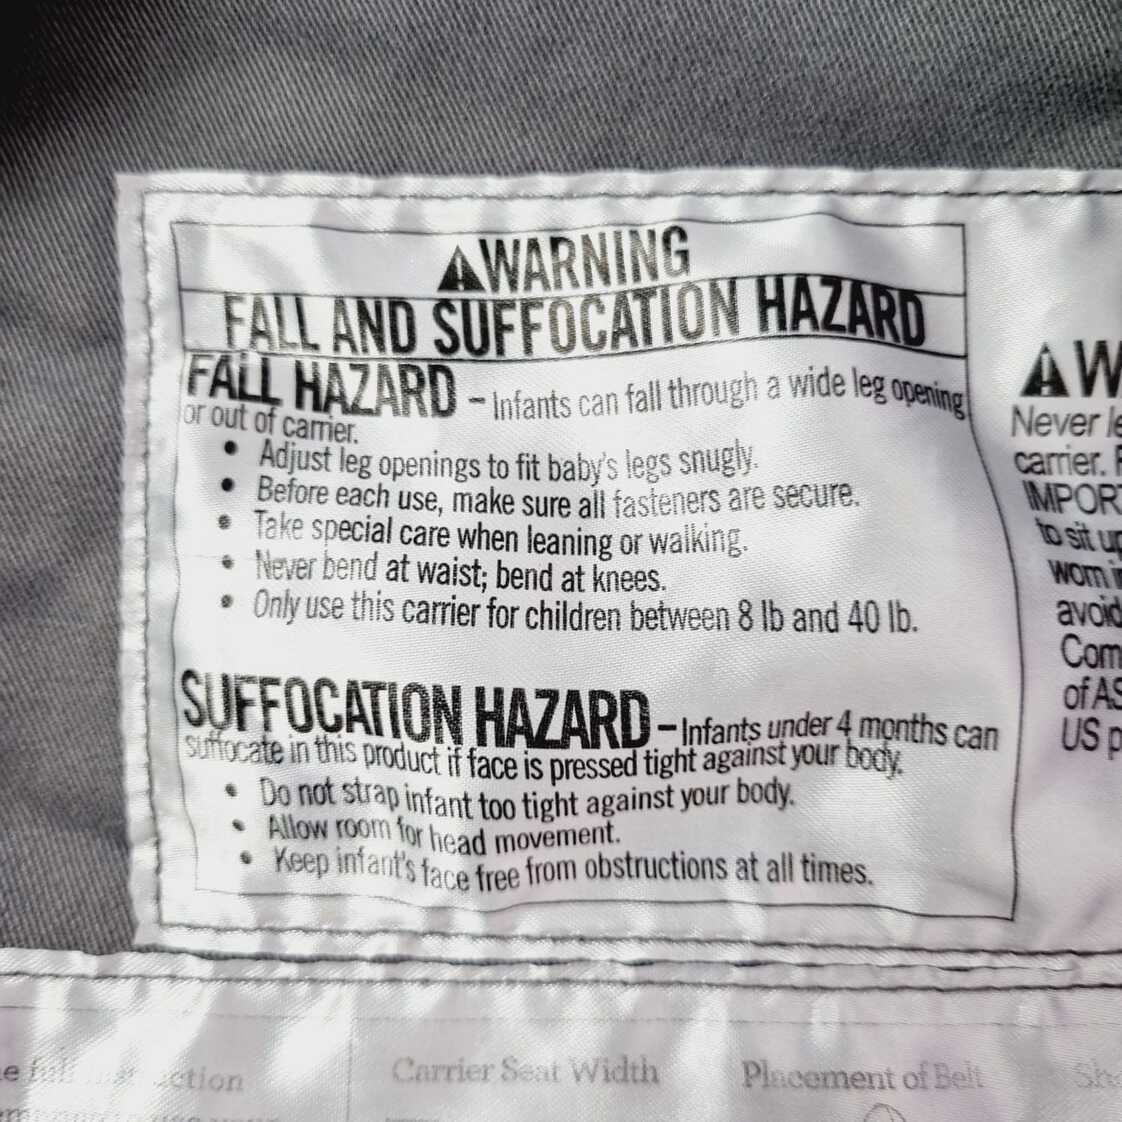 WARNING
FALL AND SUFFOCATION HAZARD
FALL HAZARD – Infants can fall through a wide leg opening
or out of carrier.
• Adjust leg openings to fit baby's legs snugly.
• Before each use, make sure all fasteners are secure.
• Take special care when leaning or walking.
• Never bend at waist; bend at knees.
• Only use this carrier for children between 8 lb and 40 lb.
SUFFOCATION HAZARD – Infants under 4 months can
suffocate in this product if face is pressed tight against your body.
• Do not strap infant too tight against your body.
• Allow room for head movement.
• Keep infant's face free from obstructions at all times.
W
Never le
carrier. F
IMPORT
to sit up
worn i
avoid
Com
of AS
US p
full
Carrier Seat Width
Placement of Belt
Sh